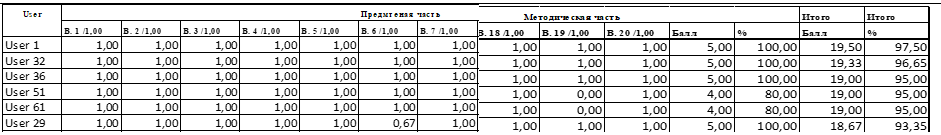 User Предметная часть Методическая часть Итого Итого
В. 1 /1,00 В. 2 /1,00 В. 3 /1,00 В. 4 /1,00 В. 5 /1,00 В. 6 /1,00 В. 7 /1,00 В. 18 /1,00 В. 19 /1,00 В. 20 /1,00 Балл % Балл %
User 1 1,00 1,00 1,00 1,00 1,00 1,00 1,00 1,00 1,00 1,00 5,00 100,00 19,50 97,50
User 32 1,00 1,00 1,00 1,00 1,00 1,00 1,00 1,00 1,00 1,00 5,00 100,00 19,33 96,65
User 36 1,00 1,00 1,00 1,00 1,00 1,00 1,00 1,00 1,00 1,00 5,00 100,00 19,00 95,00
User 51 1,00 1,00 1,00 1,00 1,00 1,00 1,00 1,00 0,00 1,00 4,00 80,00 19,00 95,00
User 61 1,00 1,00 1,00 1,00 1,00 1,00 1,00 1,00 0,00 1,00 4,00 80,00 19,00 95,00
User 29 1,00 1,00 1,00 1,00 1,00 0,67 1,00 1,00 1,00 1,00 5,00 100,00 18,67 93,35